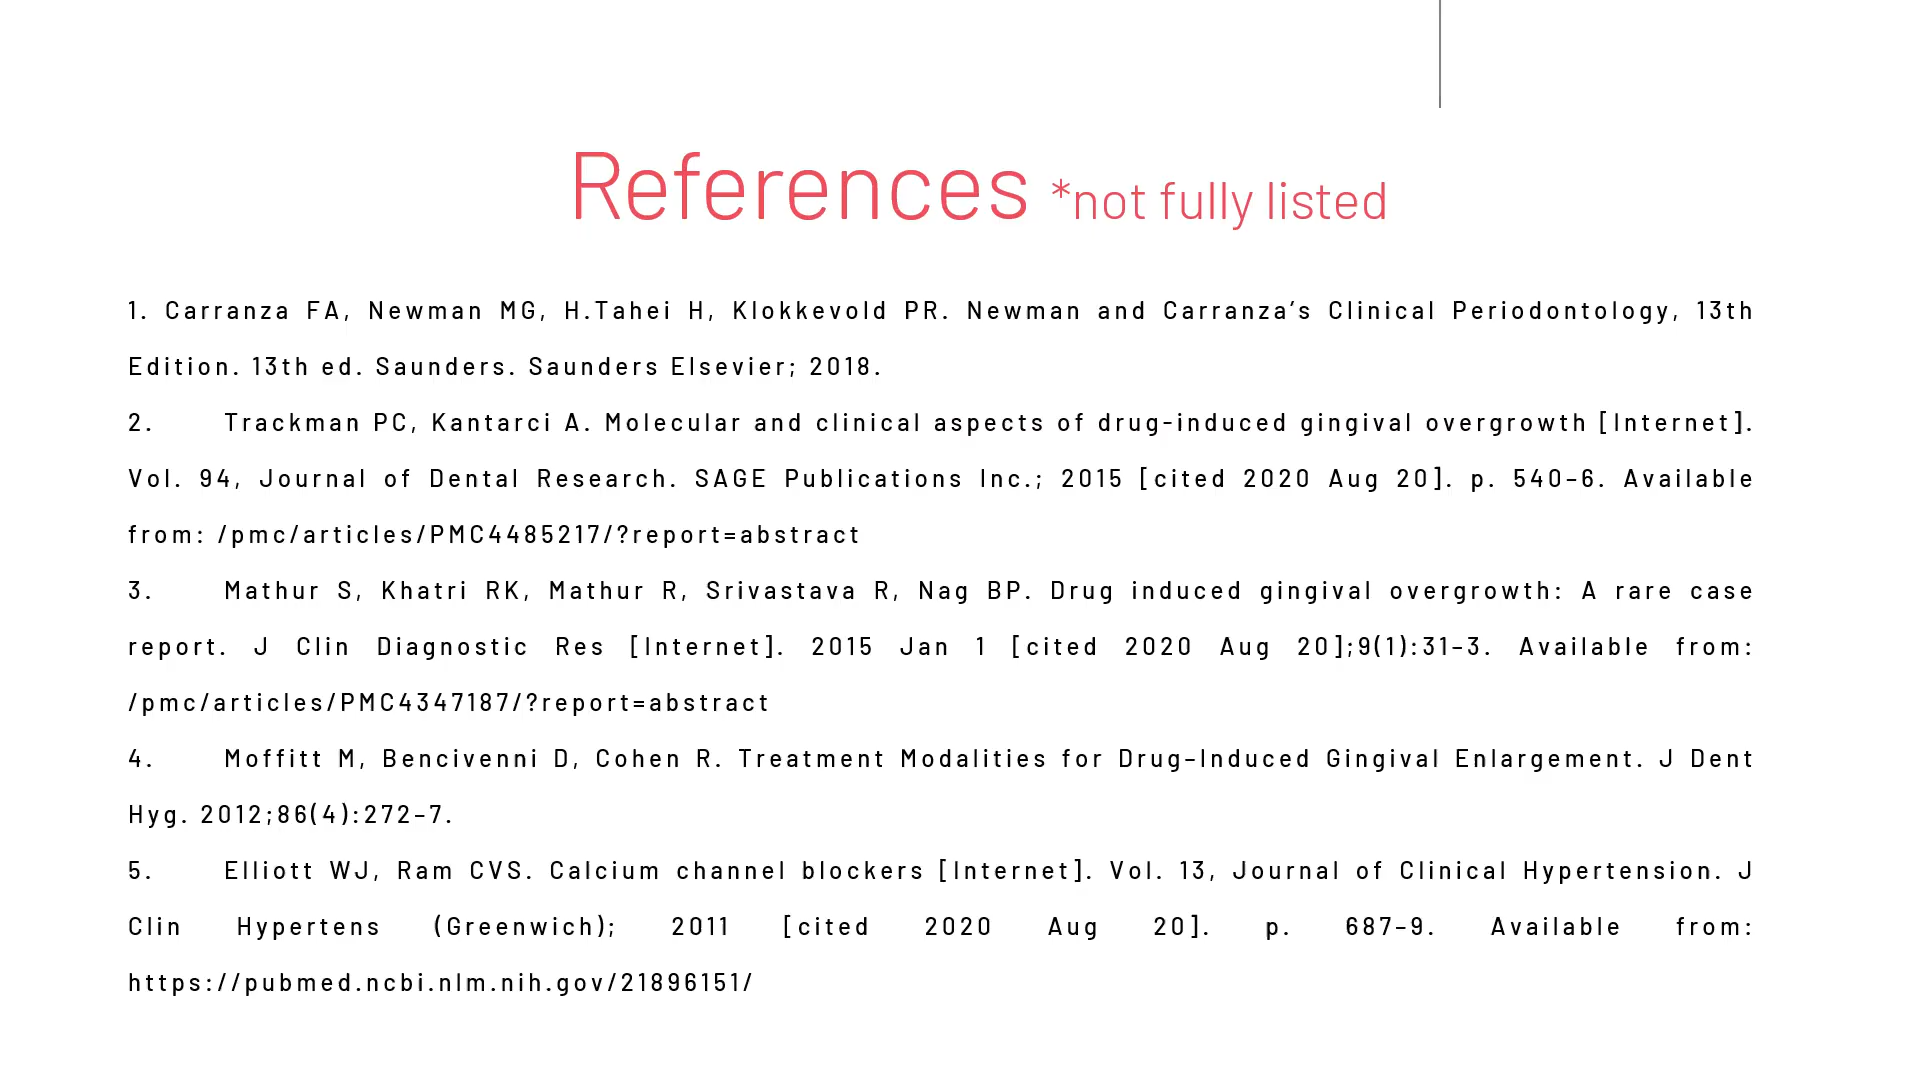 References *not fully listed
1. Carranza FA, Newman MG, H.Tahei H, Klokkevold PR. Newman and Carranza’s Clinical Periodontology, 13th
Edition. 13th ed. Saunders. Saunders Elsevier; 2018.
2. Trackman PC, Kantarci A. Molecular and clinical aspects of drug-induced gingival overgrowth [Internet].
Vol. 94, Journal of Dental Research. SAGE Publications Inc.; 2015 [cited 2020 Aug 20]. p. 540–6. Available
from: /pmc/articles/PMC4485217/?report=abstract
3. Mathur S, Khatri RK, Mathur R, Srivastava R, Nag BP. Drug induced gingival overgrowth: A rare case
report. J Clin Diagnostic Res [Internet]. 2015 Jan 1 [cited 2020 Aug 20];9(1):31–3. Available from:
/pmc/articles/PMC4347187/?report=abstract
4. Moffitt M, Bencivenni D, Cohen R. Treatment Modalities for Drug–Induced Gingival Enlargement. J Dent
Hyg. 2012;86(4):272–7.
5. Elliott WJ, Ram CVS. Calcium channel blockers [Internet]. Vol. 13, Journal of Clinical Hypertension. J
Clin Hypertens (Greenwich); 2011 [cited 2020 Aug 20]. p. 687–9. Available from:
https://pubmed.ncbi.nlm.nih.gov/21896151/